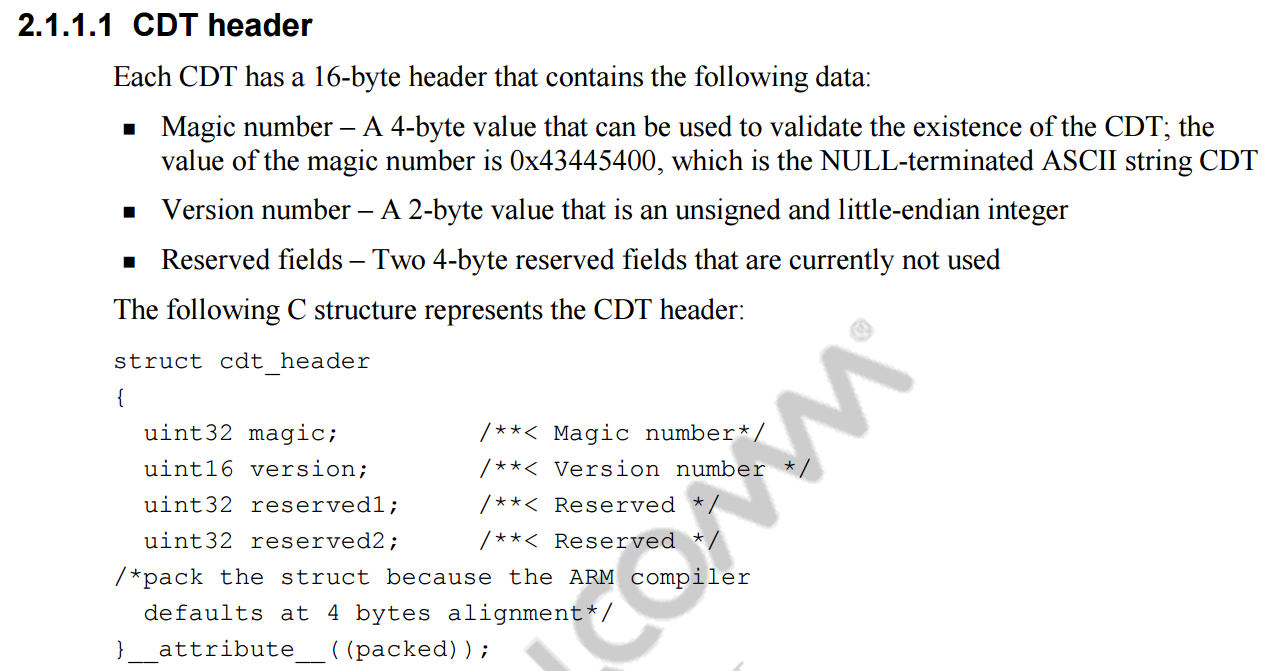 2.1.1.1 CDT header
Each CDT has a 16-byte header that contains the following data:
■ Magic number – A 4-byte value that can be used to validate the existence of the CDT; the
value of the magic number is 0x43445400, which is the NULL-terminated ASCII string CDT
■ Version number – A 2-byte value that is an unsigned and little-endian integer
■ Reserved fields – Two 4-byte reserved fields that are currently not used
The following C structure represents the CDT header:
struct cdt_header
{
uint32 magic; /**< Magic number*/
uint16 version; /**< Version number */
uint32 reserved1; /**< Reserved */
uint32 reserved2; /**< Reserved */
/*pack the struct because the ARM compiler
defaults at 4 bytes alignment*/
}__attribute__((packed));